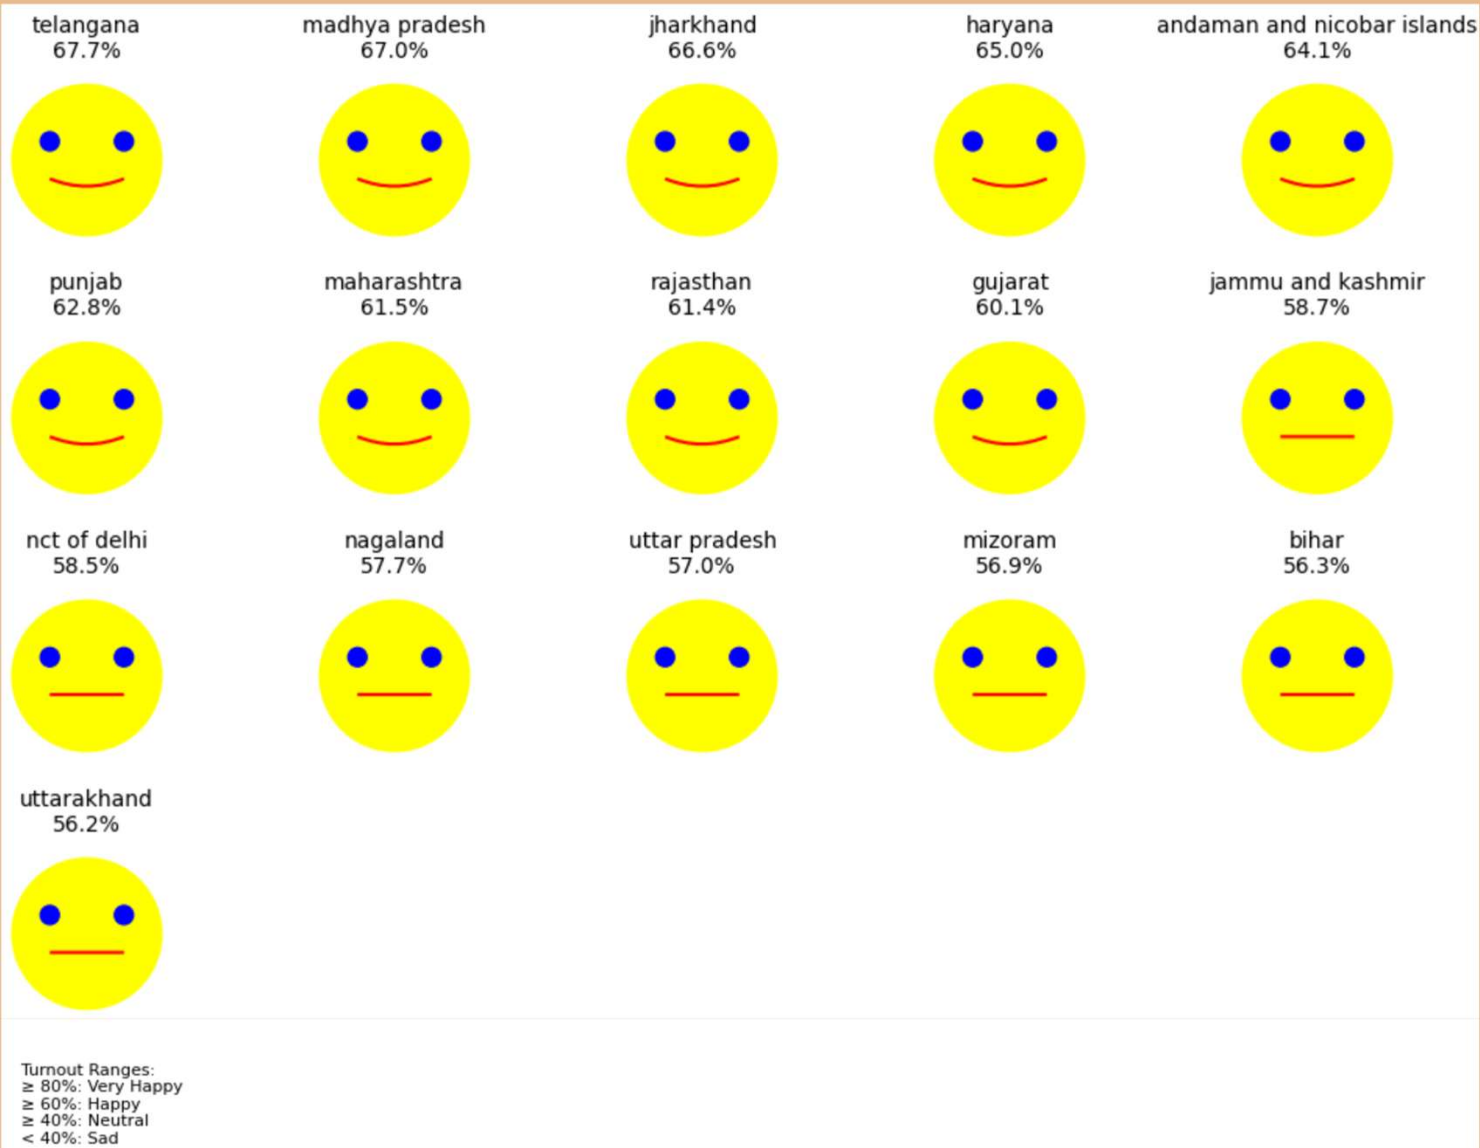 telangana
67.7%
madhya pradesh
67.0%
jharkhand
66.6%
haryana
65.0%
andaman and nicobar islands
64.1%
punjab
62.8%
maharashtra
61.5%
rajasthan
61.4%
gujarat
60.1%
jammu and kashmir
58.7%
nct of delhi
58.5%
nagaland
57.7%
uttar pradesh
57.0%
mizoram
56.9%
bihar
56.3%
uttarakhand
56.2%
Turnout Ranges:
≥ 80%: Very Happy
≥ 60%: Happy
≥ 40%: Neutral
< 40%: Sad